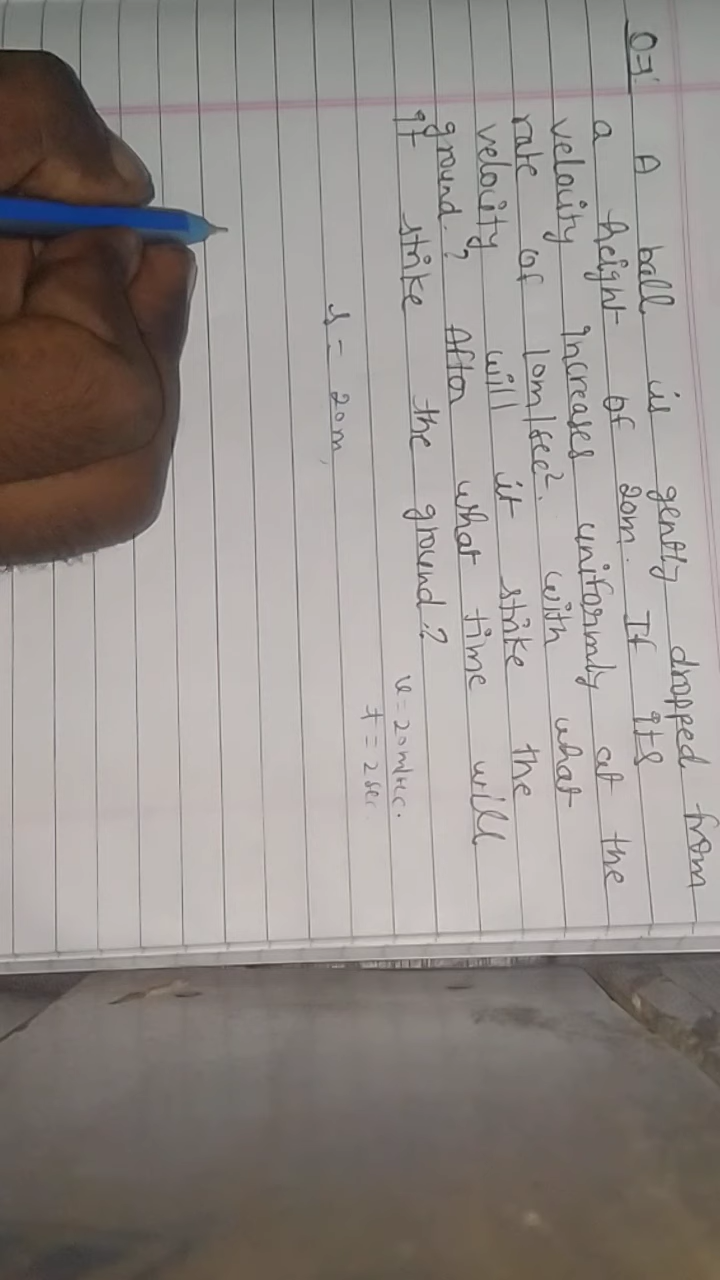 Q-1. A ball is gently dropped from
a height of 20m. If its
velocity increases uniformly at the
rate of 10m/sec². with what
velocity will it strike the
ground.? After what time will
it strike the ground?
v = 20m/sec.
t = 2 sec.
s = 20m,